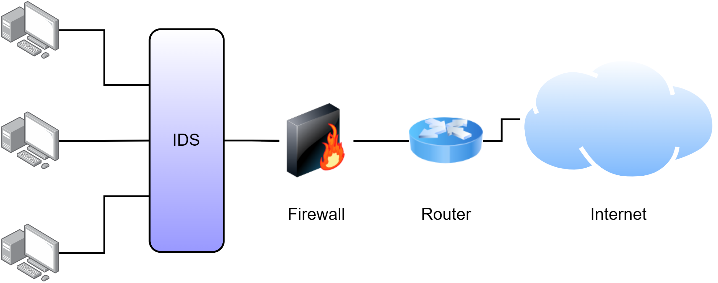 IDS
Firewall
Router
Internet